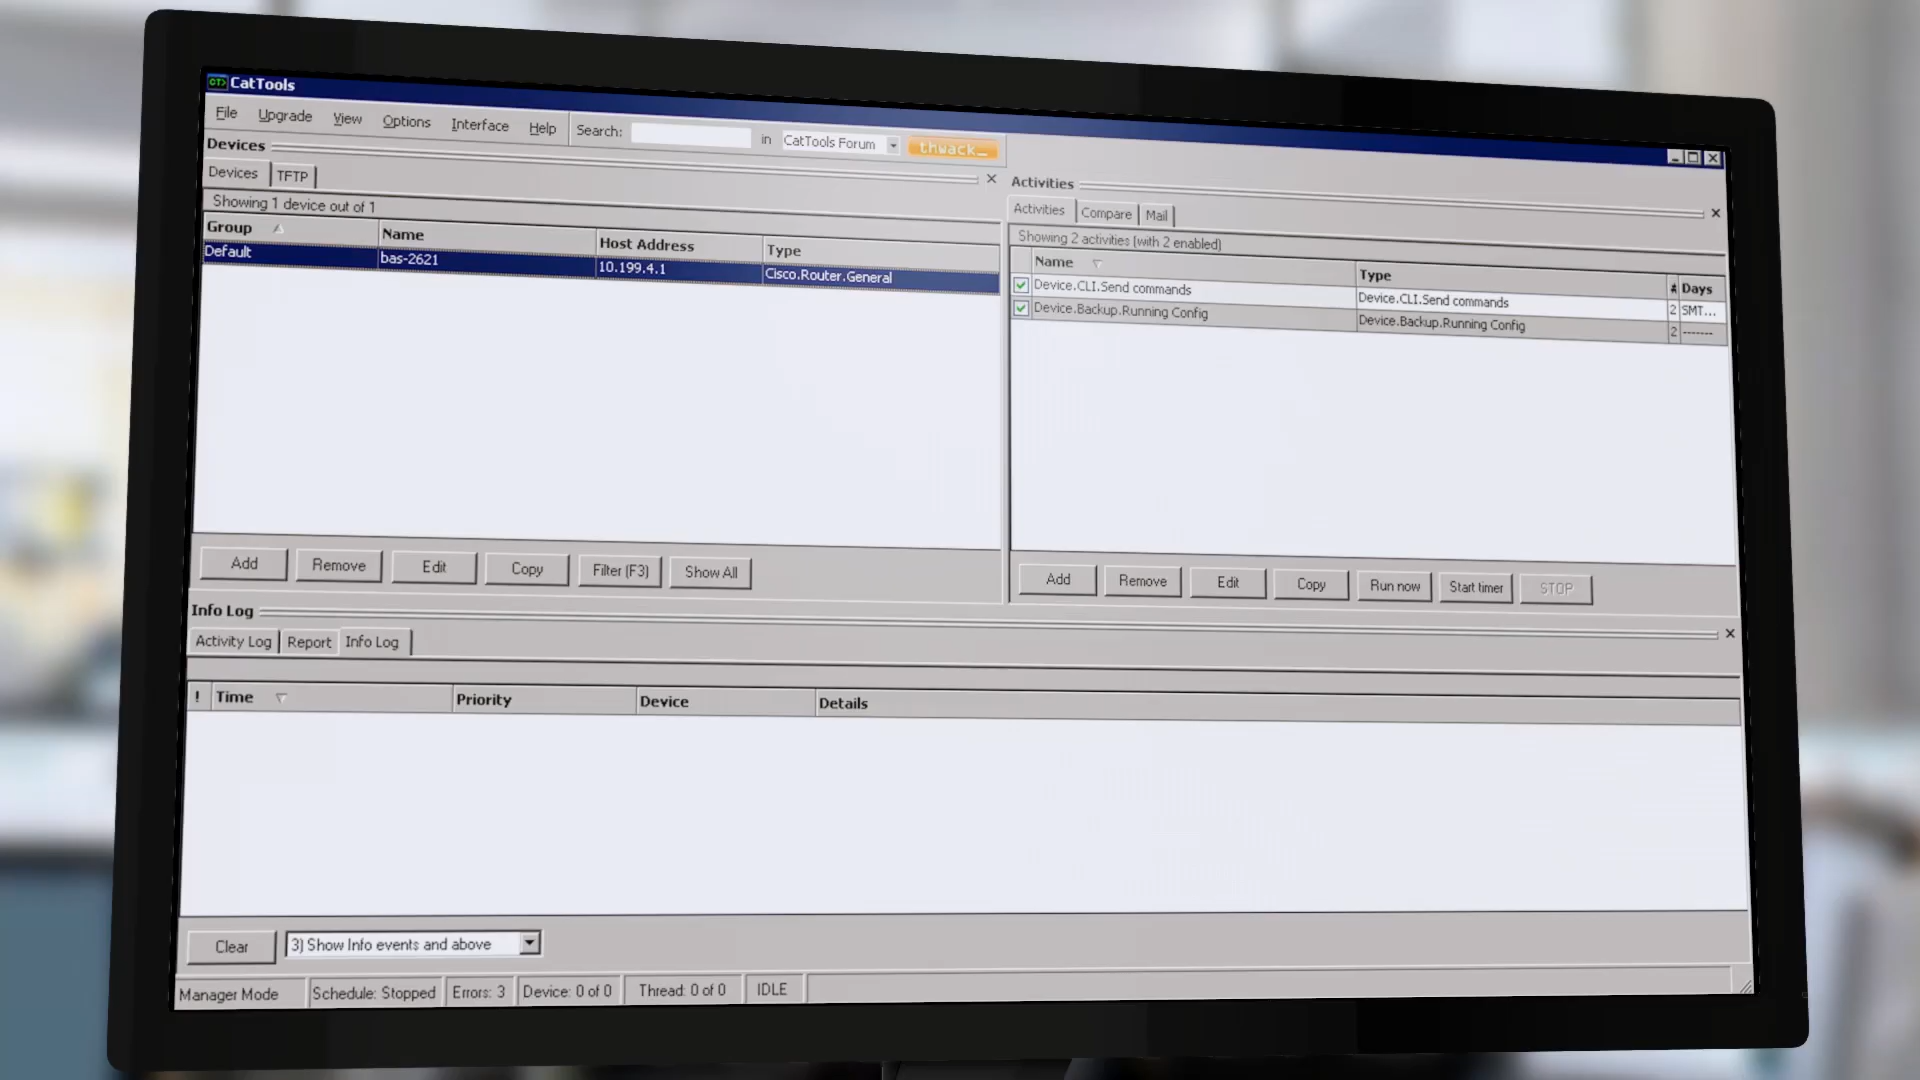 CT> CatTools
File Upgrade View Options Interface Help Search: in CatTools Forum thwack_
Devices
Devices TFTP
Showing 1 device out of 1
Group Name Host Address Type
Default bas-2621 10.199.4.1 Cisco.Router.General
Add Remove Edit Copy Filter (F3) Show All
Activities
Activities Compare Mail
Showing 2 activities (with 2 enabled)
Name Type # Days
Device.CLI.Send commands Device.CLI.Send commands 2 SMT...
Device.Backup.Running Config Device.Backup.Running Config 2 -------
Add Remove Edit Copy Run now Start timer STOP
Info Log
Activity Log Report Info Log
! Time Priority Device Details
Clear 3) Show Info events and above
Manager Mode Schedule: Stopped Errors: 3 Device: 0 of 0 Thread: 0 of 0 IDLE